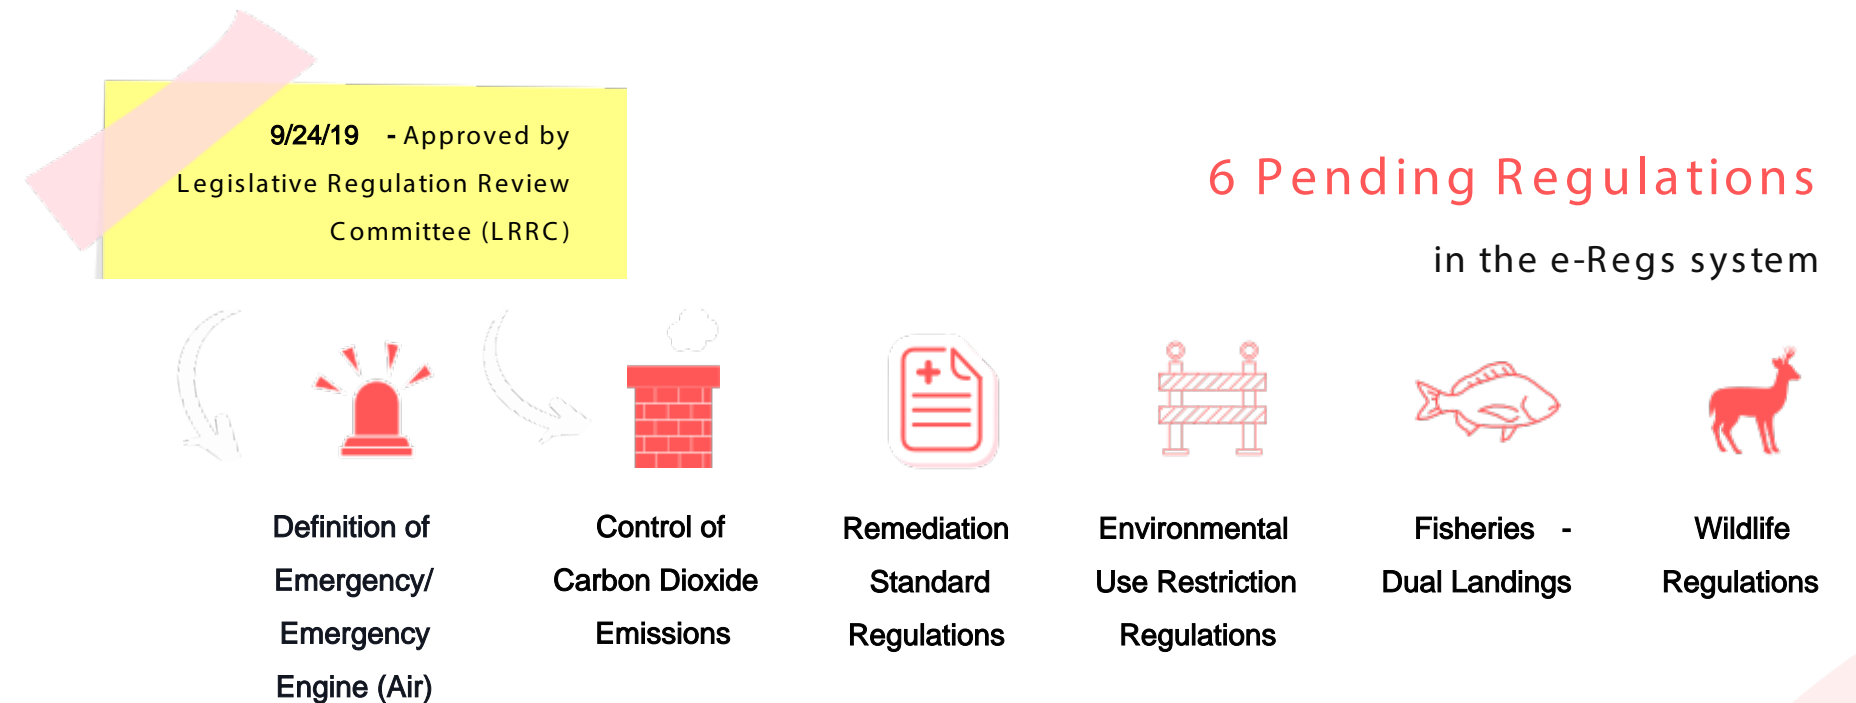 9/24/19 - Approved by
Legislative Regulation Review
Committee (LRRC)
6 Pending Regulations
in the e-Regs system
Definition of
Emergency/
Emergency
Engine (Air)
Control of
Carbon Dioxide
Emissions
Remediation
Standard
Regulations
Environmental
Use Restriction
Regulations
Fisheries -
Dual Landings
Wildlife
Regulations